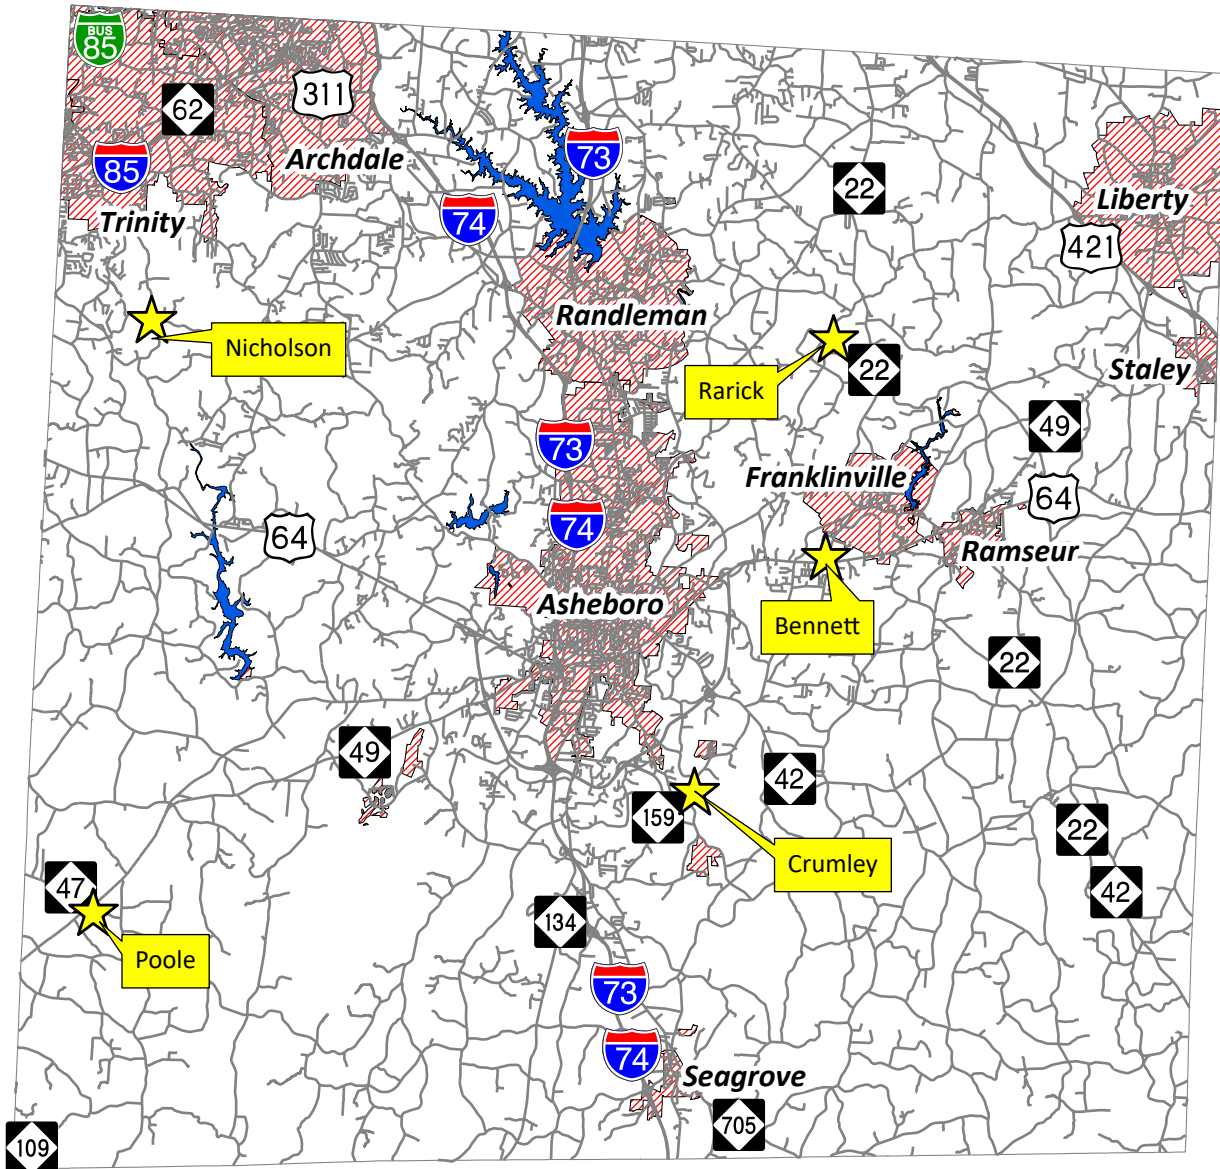 BUS
85
62
311
Archdale
73
85
22
Liberty
Trinity
74
421
Randleman
Nicholson
Rarick
22
Staley
73
49
Franklinville
64
74
64
Ramseur
Asheboro
Bennett
22
49
42
159
22
Crumley
47
42
134
Poole
73
74
Seagrove
705
109